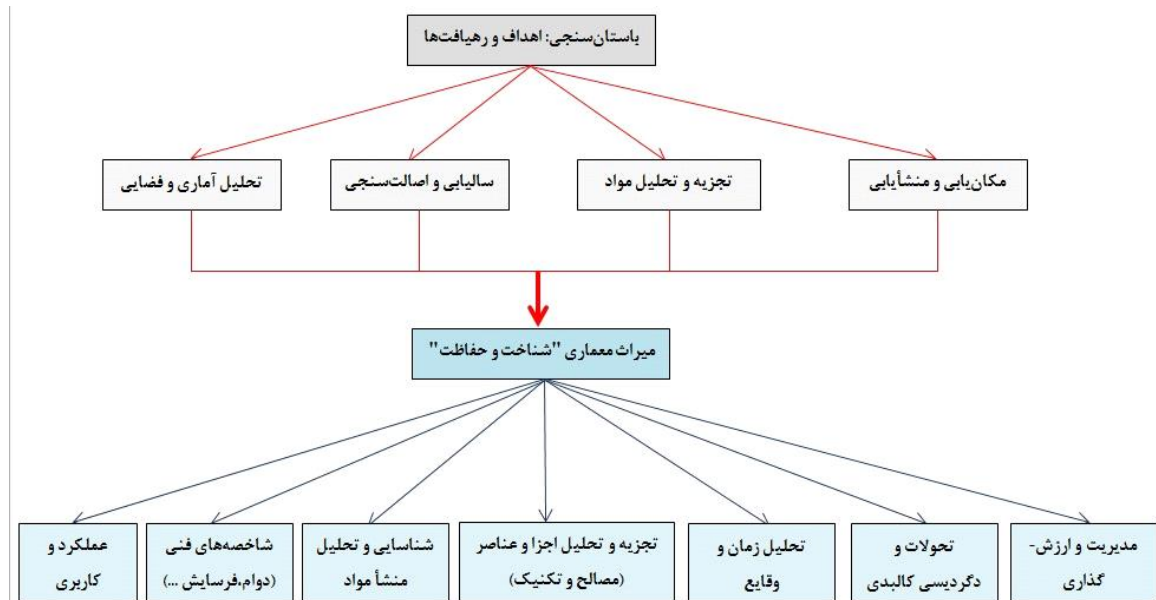 باستان‌سنجی: اهداف و رهیافت‌ها
مکان‌یابی و منشأیابی
تجزیه و تحلیل مواد
سالیابی و اصالت‌سنجی
تحلیل آماری و فضایی
میراث معماری "شناخت و حفاظت"
مدیریت و ارزش-
گذاری
تحولات و
دگردیسی کالبدی
تحلیل زمان و
وقایع
تجزیه و تحلیل اجزا و عناصر
(مصالح و تکنیک)
شناسایی و تحلیل
منشأ مواد
شاخصه‌های فنی
(دوام،فرسایش ...)
عملکرد و
کاربری